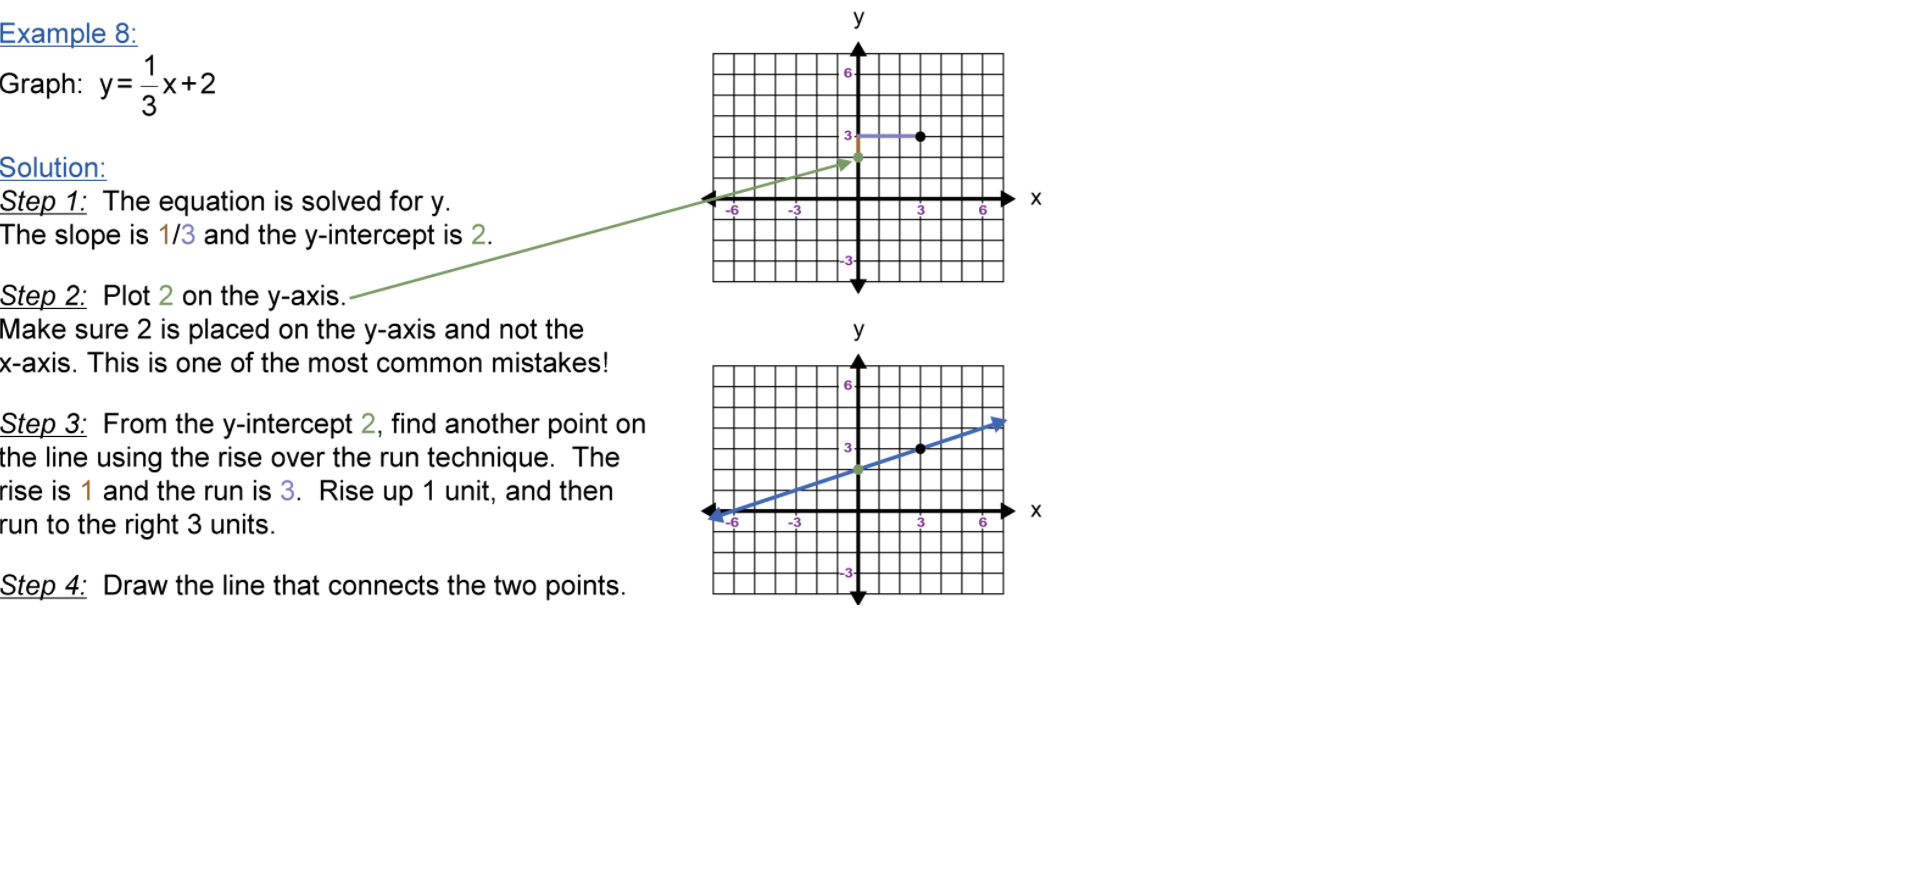 Example 8:
Graph: y = 1/3 x + 2
Solution:
Step 1: The equation is solved for y.
The slope is 1/3 and the y-intercept is 2.
Step 2: Plot 2 on the y-axis.
Make sure 2 is placed on the y-axis and not the
x-axis. This is one of the most common mistakes!
Step 3: From the y-intercept 2, find another point on
the line using the rise over the run technique. The
rise is 1 and the run is 3. Rise up 1 unit, and then
run to the right 3 units.
Step 4: Draw the line that connects the two points.
y
6
3
x
-6 -3 3 6
-3
y
6
3
x
-6 -3 3 6
-3